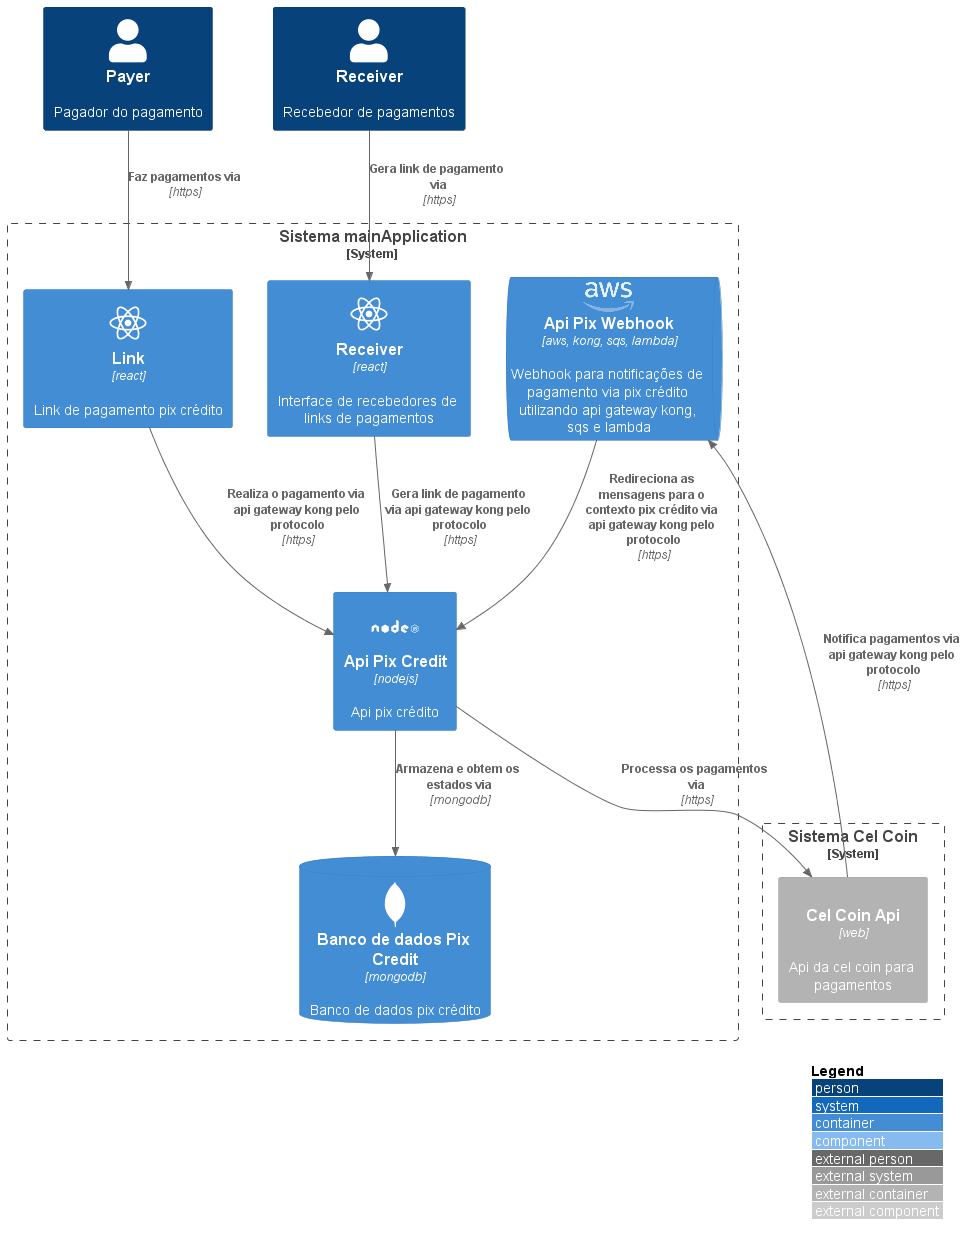 Payer
Pagador do pagamento
Receiver
Recebedor de pagamentos
Faz pagamentos via
[https]
Gera link de pagamento
via
[https]
Sistema mainApplication
[System]
Link
[react]
Link de pagamento pix crédito
Receiver
[react]
Interface de recebedores de
links de pagamentos
aws
Api Pix Webhook
[aws, kong, sqs, lambda]
Webhook para notificações de
pagamento via pix crédito
utilizando api gateway kong,
sqs e lambda
Realiza o pagamento via
api gateway kong pelo
protocolo
[https]
Gera link de pagamento
via api gateway kong pelo
protocolo
[https]
Redireciona as
mensagens para o
contexto pix crédito via
api gateway kong pelo
protocolo
[https]
node
Api Pix Credit
[nodejs]
Api pix crédito
Notifica pagamentos via
api gateway kong pelo
protocolo
[https]
Armazena e obtem os
estados via
[mongodb]
Processa os pagamentos
via
[https]
Sistema Cel Coin
[System]
Cel Coin Api
[web]
Api da cel coin para
pagamentos
Banco de dados Pix
Credit
[mongodb]
Banco de dados pix crédito
Legend
person
system
container
component
external person
external system
external container
external component